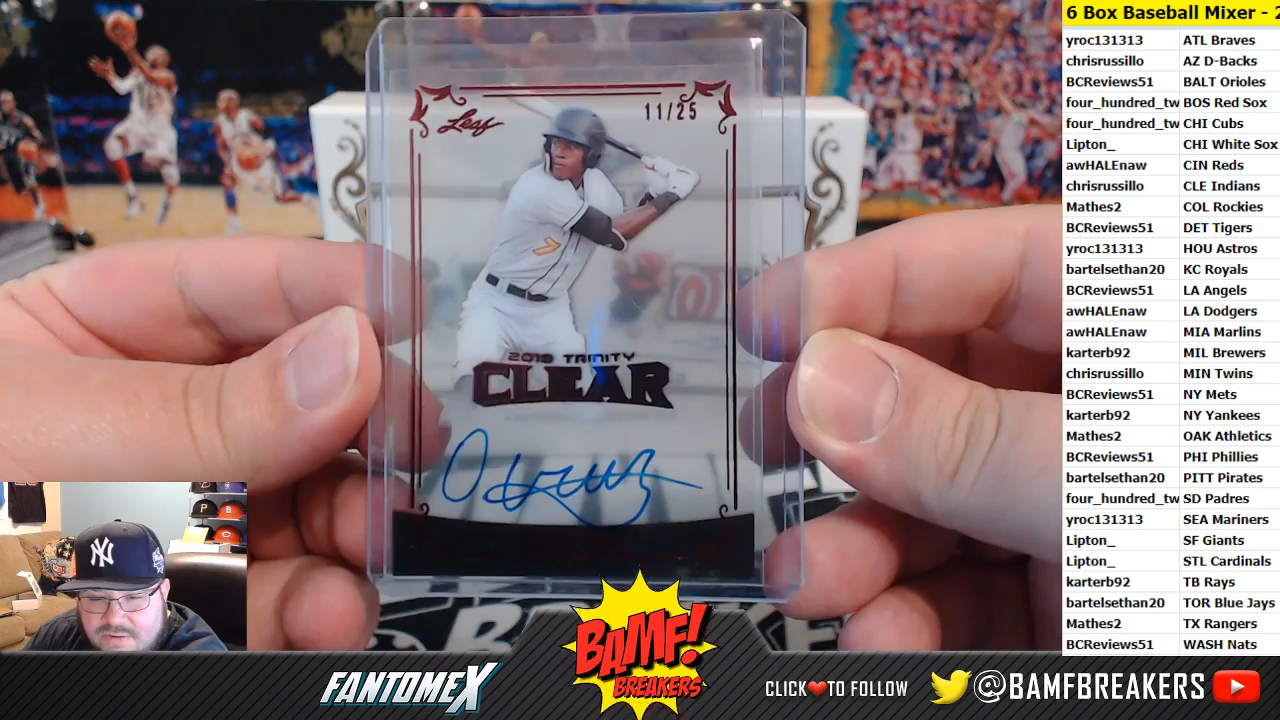 6 Box Baseball Mixer - 2
yroc131313 ATL Braves
chrisrussillo AZ D-Backs
BCReviews51 BALT Orioles
four_hundred_tw BOS Red Sox
four_hundred_tw CHI Cubs
Lipton_ CHI White Sox
awHALEnaw CIN Reds
chrisrussillo CLE Indians
Mathes2 COL Rockies
BCReviews51 DET Tigers
yroc131313 HOU Astros
bartelsethan20 KC Royals
BCReviews51 LA Angels
awHALEnaw LA Dodgers
awHALEnaw MIA Marlins
karterb92 MIL Brewers
chrisrussillo MIN Twins
BCReviews51 NY Mets
karterb92 NY Yankees
Mathes2 OAK Athletics
BCReviews51 PHI Phillies
bartelsethan20 PITT Pirates
four_hundred_tw SD Padres
yroc131313 SEA Mariners
Lipton_ SF Giants
Lipton_ STL Cardinals
karterb92 TB Rays
bartelsethan20 TOR Blue Jays
Mathes2 TX Rangers
BCReviews51 WASH Nats
Leaf
11/25
7
2019 TRINITY
CLEAR
NY
P
C
BAMF!
BREAKERS
FANTOMEX
CLICK TO FOLLOW
@BAMFBREAKERS